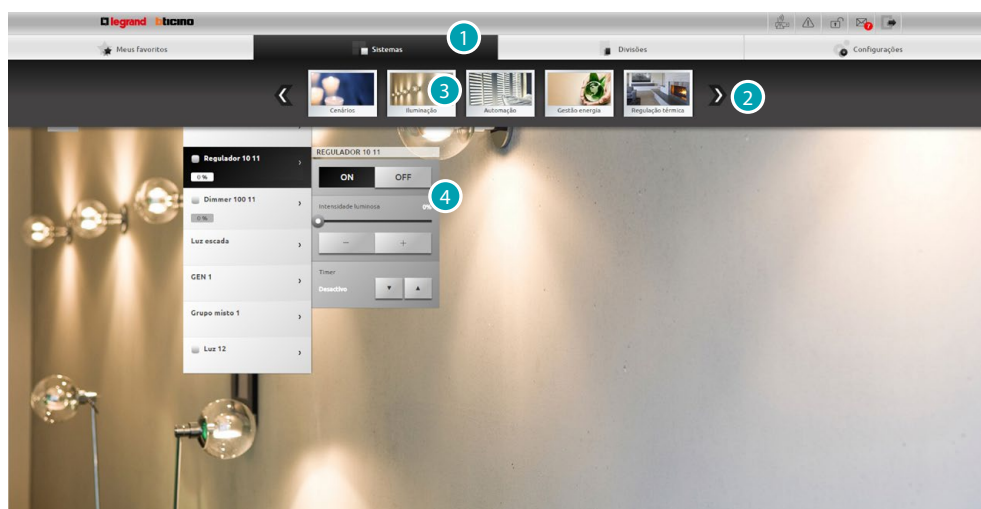 legrand bticino
7
Meus favoritos
Sistemas
1
Divisões
Configurações
Cenários
Iluminação
3
Automação
Gestão energia
Regulação térmica
2
Regulador 10 11
0 %
Dimmer 100 11
0 %
Luz escada
GEN 1
Grupo misto 1
Luz 12
REGULADOR 10 11
ON OFF
4
Intensidade luminosa 0%
- +
Timer
Desactivo